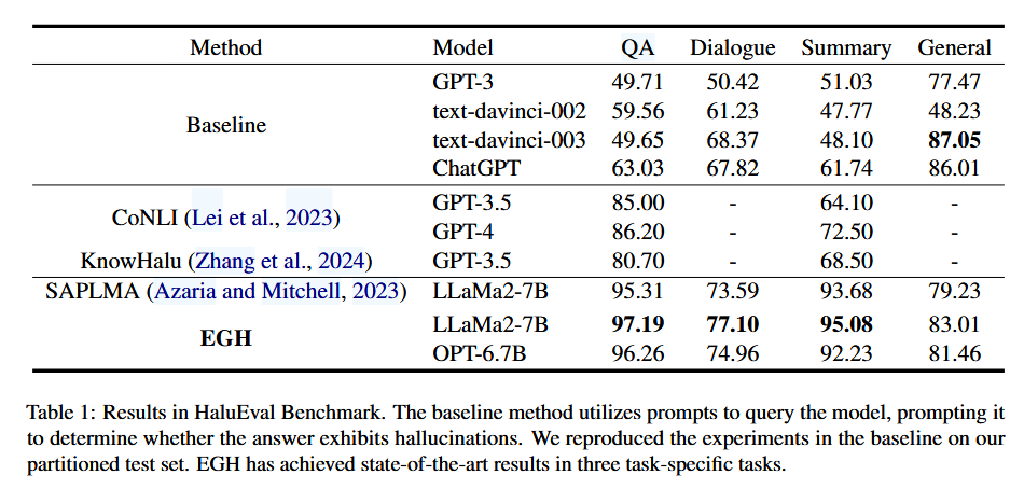 Method Model QA Dialogue Summary General
GPT-3 49.71 50.42 51.03 77.47
text-davinci-002 59.56 61.23 47.77 48.23
Baseline
text-davinci-003 49.65 68.37 48.10 87.05
ChatGPT 63.03 67.82 61.74 86.01
GPT-3.5 85.00 - 64.10 -
CoNLI (Lei et al., 2023)
GPT-4 86.20 - 72.50 -
KnowHalu (Zhang et al., 2024) GPT-3.5 80.70 - 68.50 -
SAPLMA (Azaria and Mitchell, 2023) LLaMa2-7B 95.31 73.59 93.68 79.23
LLaMa2-7B 97.19 77.10 95.08 83.01
EGH
OPT-6.7B 96.26 74.96 92.23 81.46
Table 1: Results in HaluEval Benchmark. The baseline method utilizes prompts to query the model, prompting it
to determine whether the answer exhibits hallucinations. We reproduced the experiments in the baseline on our
partitioned test set. EGH has achieved state-of-the-art results in three task-specific tasks.